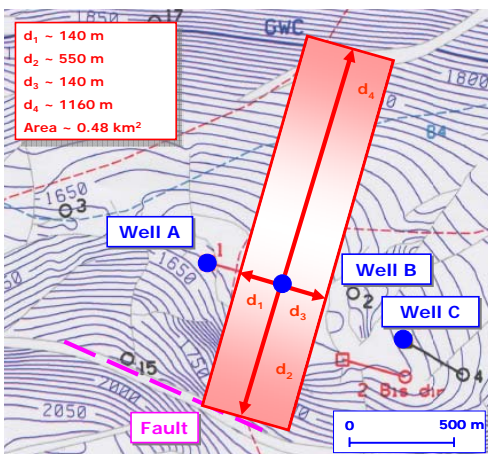 17
GWC
d₁ ~ 140 m
d₂ ~ 550 m
d₃ ~ 140 m
d₄ ~ 1160 m
Area ~ 0.48 km²
d₄
1800
84
1650
3
Well A
1
1650
Well B
2
Well C
d₁
d₃
15
1750
d₂
2 Bis dir
4
2000
2050
Fault
0 500 m